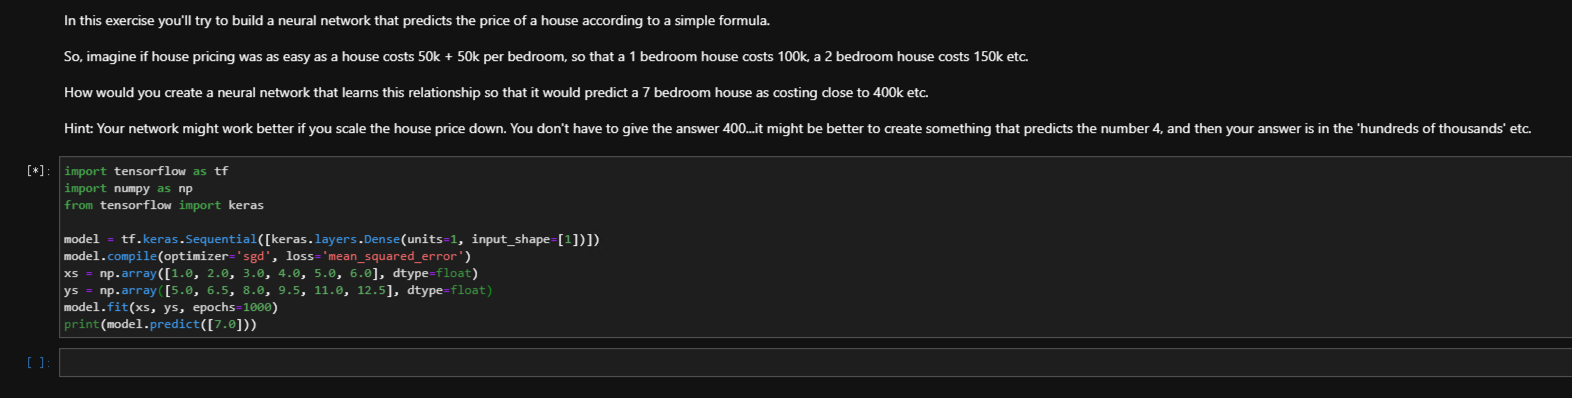 In this exercise you'll try to build a neural network that predicts the price of a house according to a simple formula.
So, imagine if house pricing was as easy as a house costs 50k + 50k per bedroom, so that a 1 bedroom house costs 100k, a 2 bedroom house costs 150k etc.
How would you create a neural network that learns this relationship so that it would predict a 7 bedroom house as costing close to 400k etc.
Hint: Your network might work better if you scale the house price down. You don't have to give the answer 400...it might be better to create something that predicts the number 4, and then your answer is in the 'hundreds of thousands' etc.
[*]: import tensorflow as tf
import numpy as np
from tensorflow import keras
model = tf.keras.Sequential([keras.layers.Dense(units=1, input_shape=[1])])
model.compile(optimizer='sgd', loss='mean_squared_error')
xs = np.array([1.0, 2.0, 3.0, 4.0, 5.0, 6.0], dtype=float)
ys = np.array([5.0, 6.5, 8.0, 9.5, 11.0, 12.5], dtype=float)
model.fit(xs, ys, epochs=1000)
print(model.predict([7.0]))
[ ]: